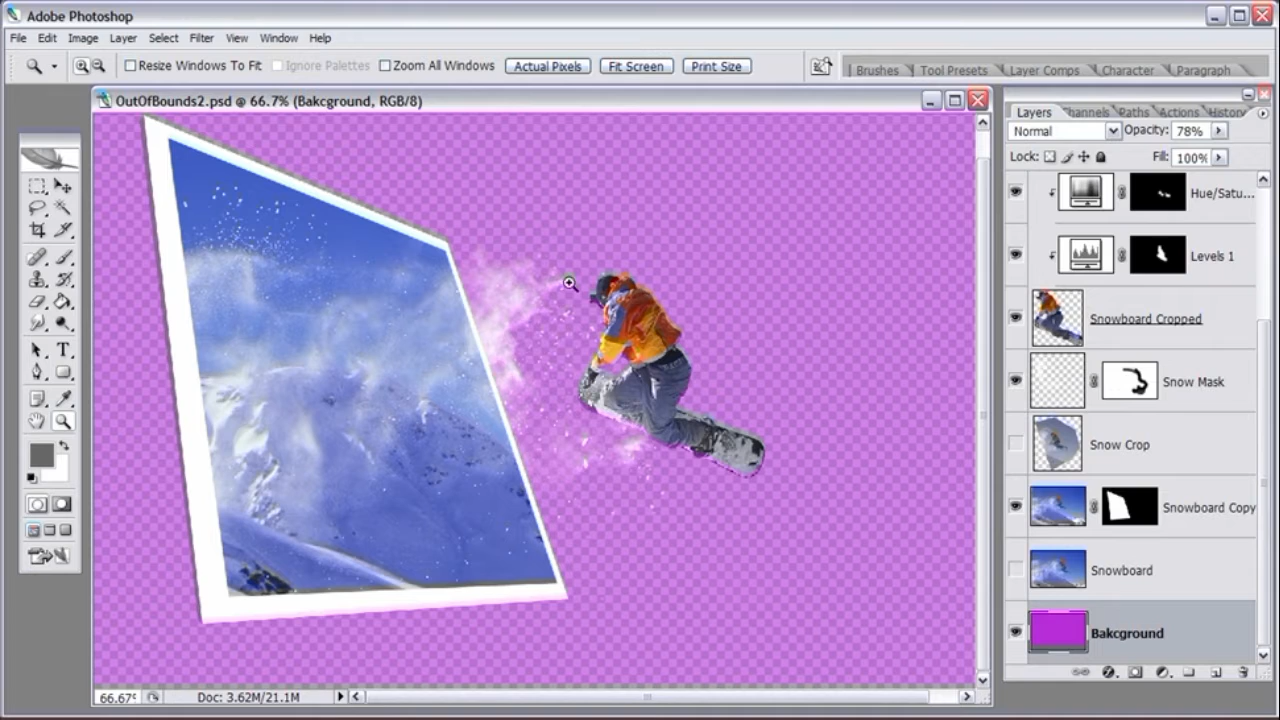 Adobe Photoshop
File Edit Image Layer Select Filter View Window Help
Resize Windows To Fit Ignore Palettes Zoom All Windows Actual Pixels Fit Screen Print Size Brushes Tool Presets Layer Comps Character Paragraph
OutOfBounds2.psd @ 66.7% (Bakcground, RGB/8)
Layers Channels Paths Actions History
Normal Opacity: 78%
Lock: Fill: 100%
Hue/Satu...
Levels 1
Snowboard Cropped
Snow Mask
Snow Crop
Snowboard Copy
Snowboard
Bakcground
66.67% Doc: 3.62M/21.1M